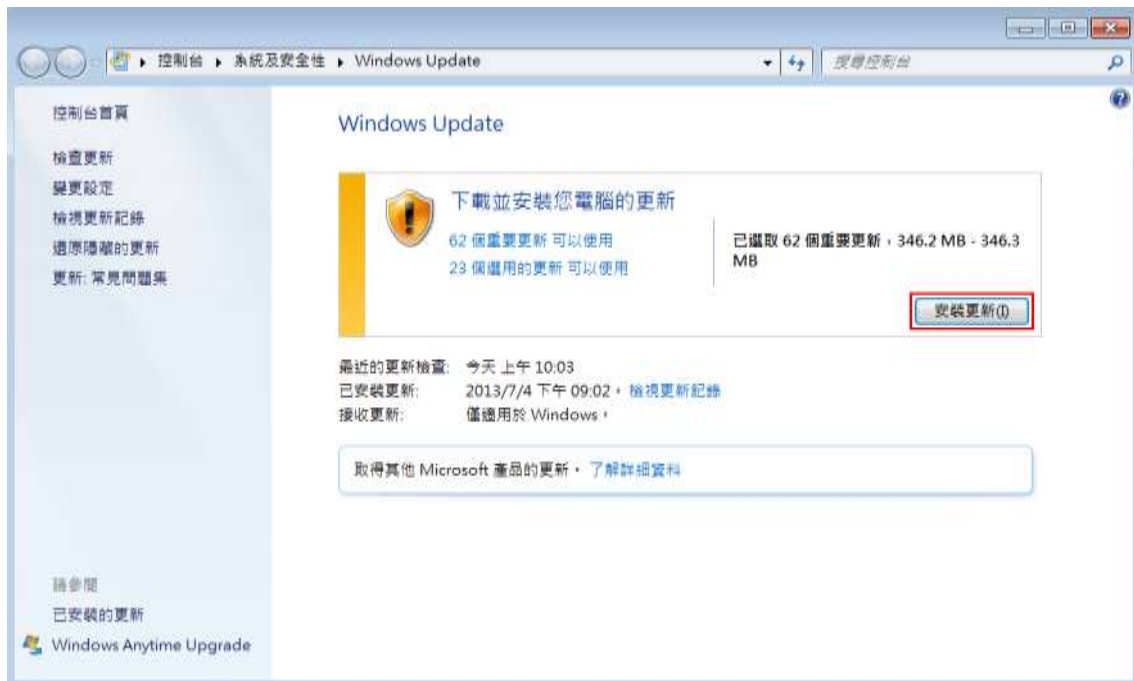 控制台 ▸ 系統及安全性 ▸ Windows Update
搜尋控制台
控制台首頁
檢查更新
變更設定
檢視更新記錄
還原隱藏的更新
更新: 常見問題集
Windows Update
下載並安裝您電腦的更新
62 個重要更新 可以使用
23 個選用的更新 可以使用
已選取 62 個重要更新，346.2 MB - 346.3
MB
安裝更新(I)
最近的更新檢查: 今天 上午 10:03
已安裝更新: 2013/7/4 下午 09:02。 檢視更新記錄
接收更新: 僅適用於 Windows。
取得其他 Microsoft 產品的更新。 了解詳細資料
請參閱
已安裝的更新
Windows Anytime Upgrade